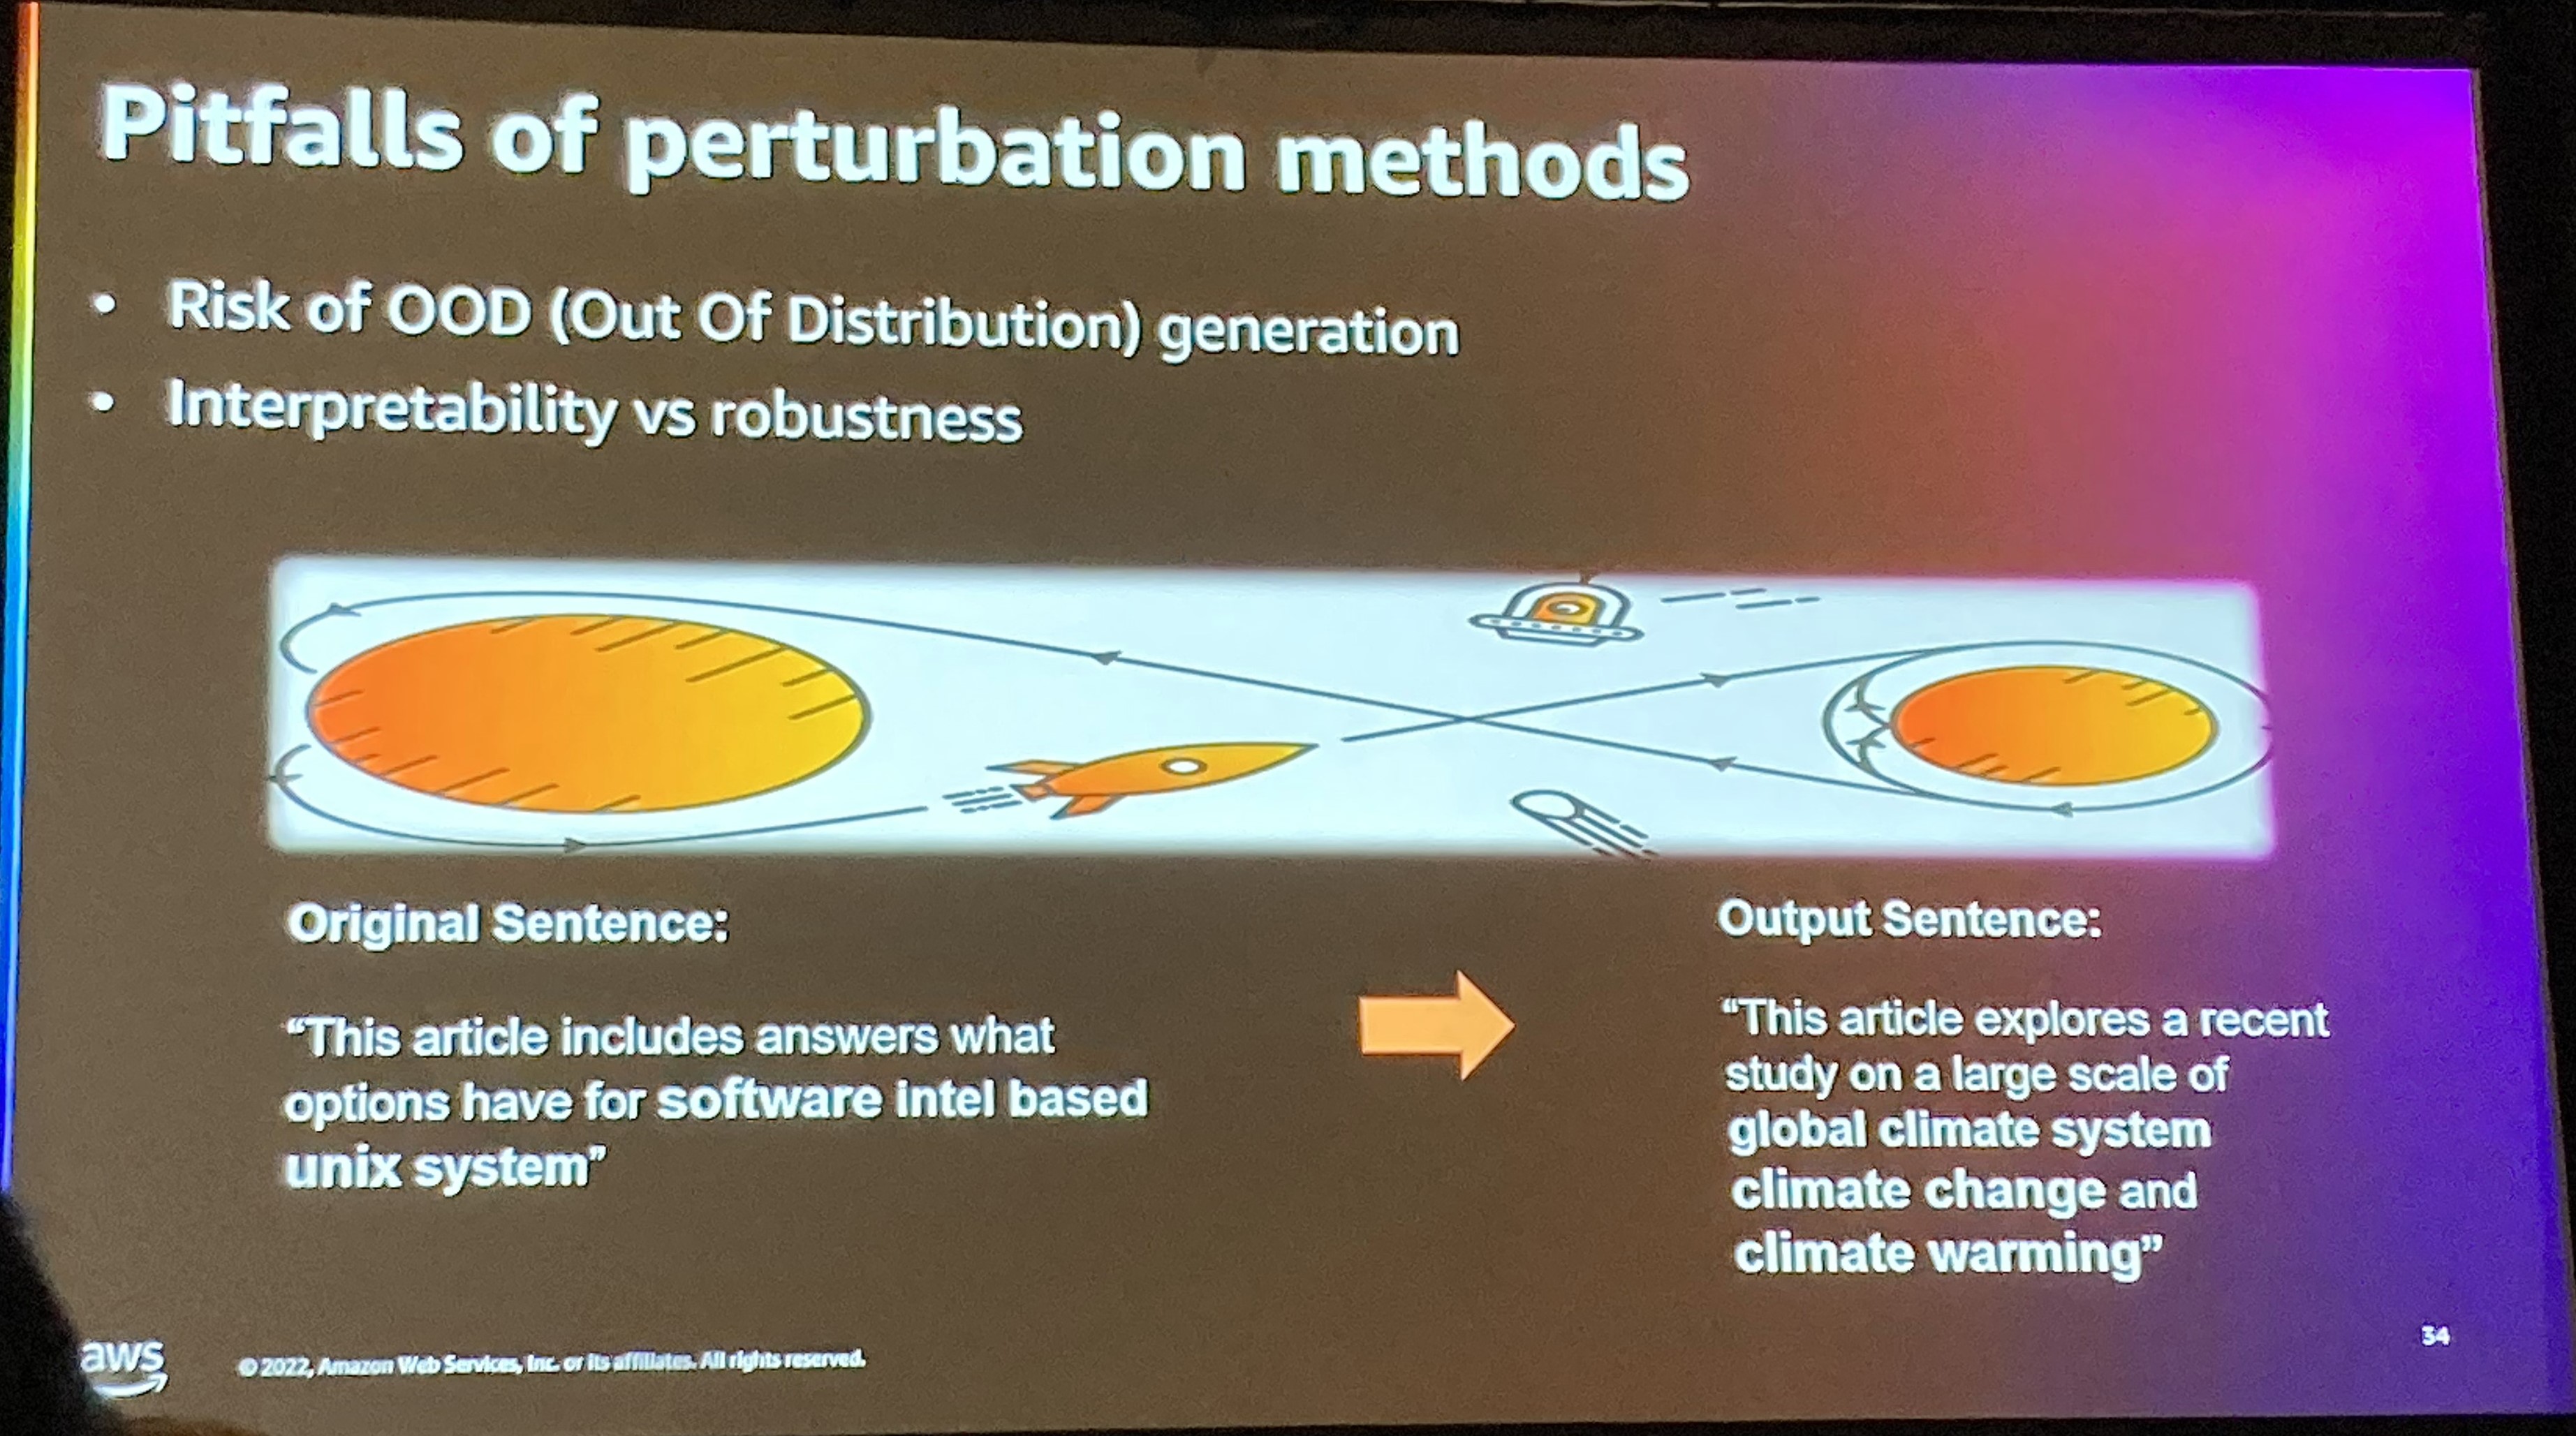 Pitfalls of perturbation methods
• Risk of OOD (Out Of Distribution) generation
• Interpretability vs robustness
Original Sentence:
“This article includes answers what
options have for software intel based
unix system”
Output Sentence:
“This article explores a recent
study on a large scale of
global climate system
climate change and
climate warming”
aws
© 2022, Amazon Web Services, Inc. or its affiliates. All rights reserved.
34